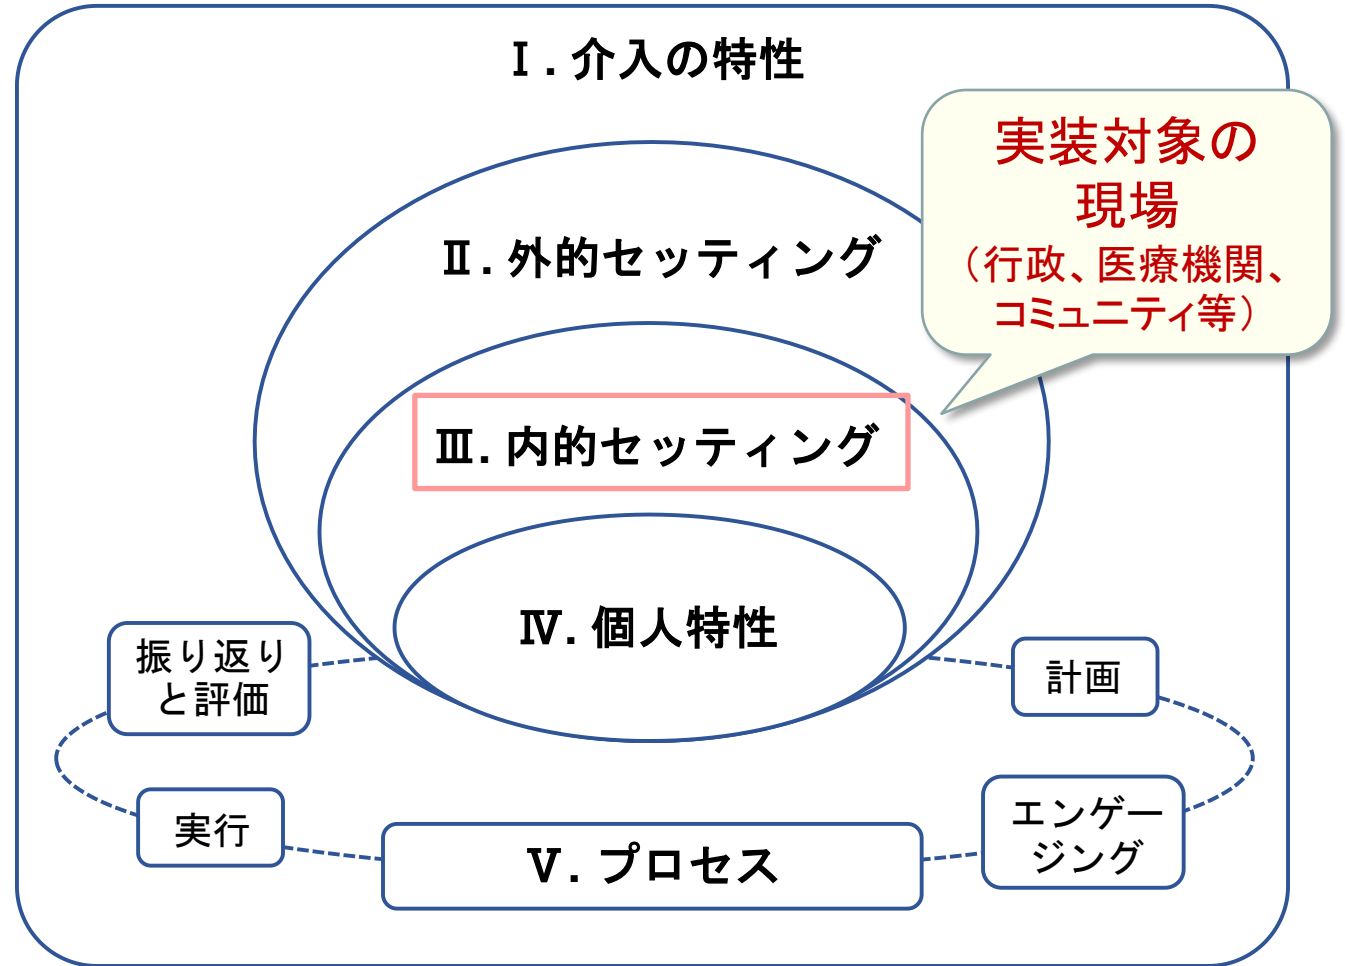 Ⅰ.介入の特性
実装対象の
現場
（行政、医療機関、
コミュニティ等）
Ⅱ.外的セッティング
Ⅲ.内的セッティング
Ⅳ.個人特性
振り返り
と評価
計画
実行
エンゲー
ジング
Ⅴ.プロセス